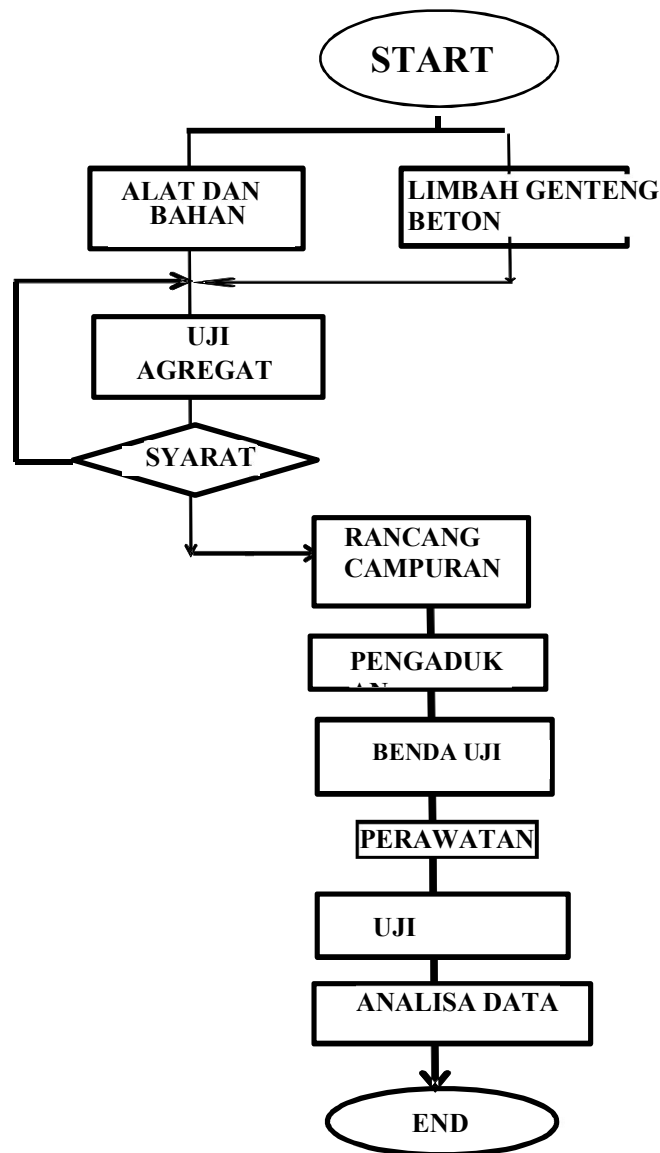 START
ALAT DAN
BAHAN
LIMBAH GENTENG
BETON
UJI
AGREGAT
SYARAT
RANCANG
CAMPURAN
PENGADUK
BENDA UJI
PERAWATAN
UJI
ANALISA DATA
END